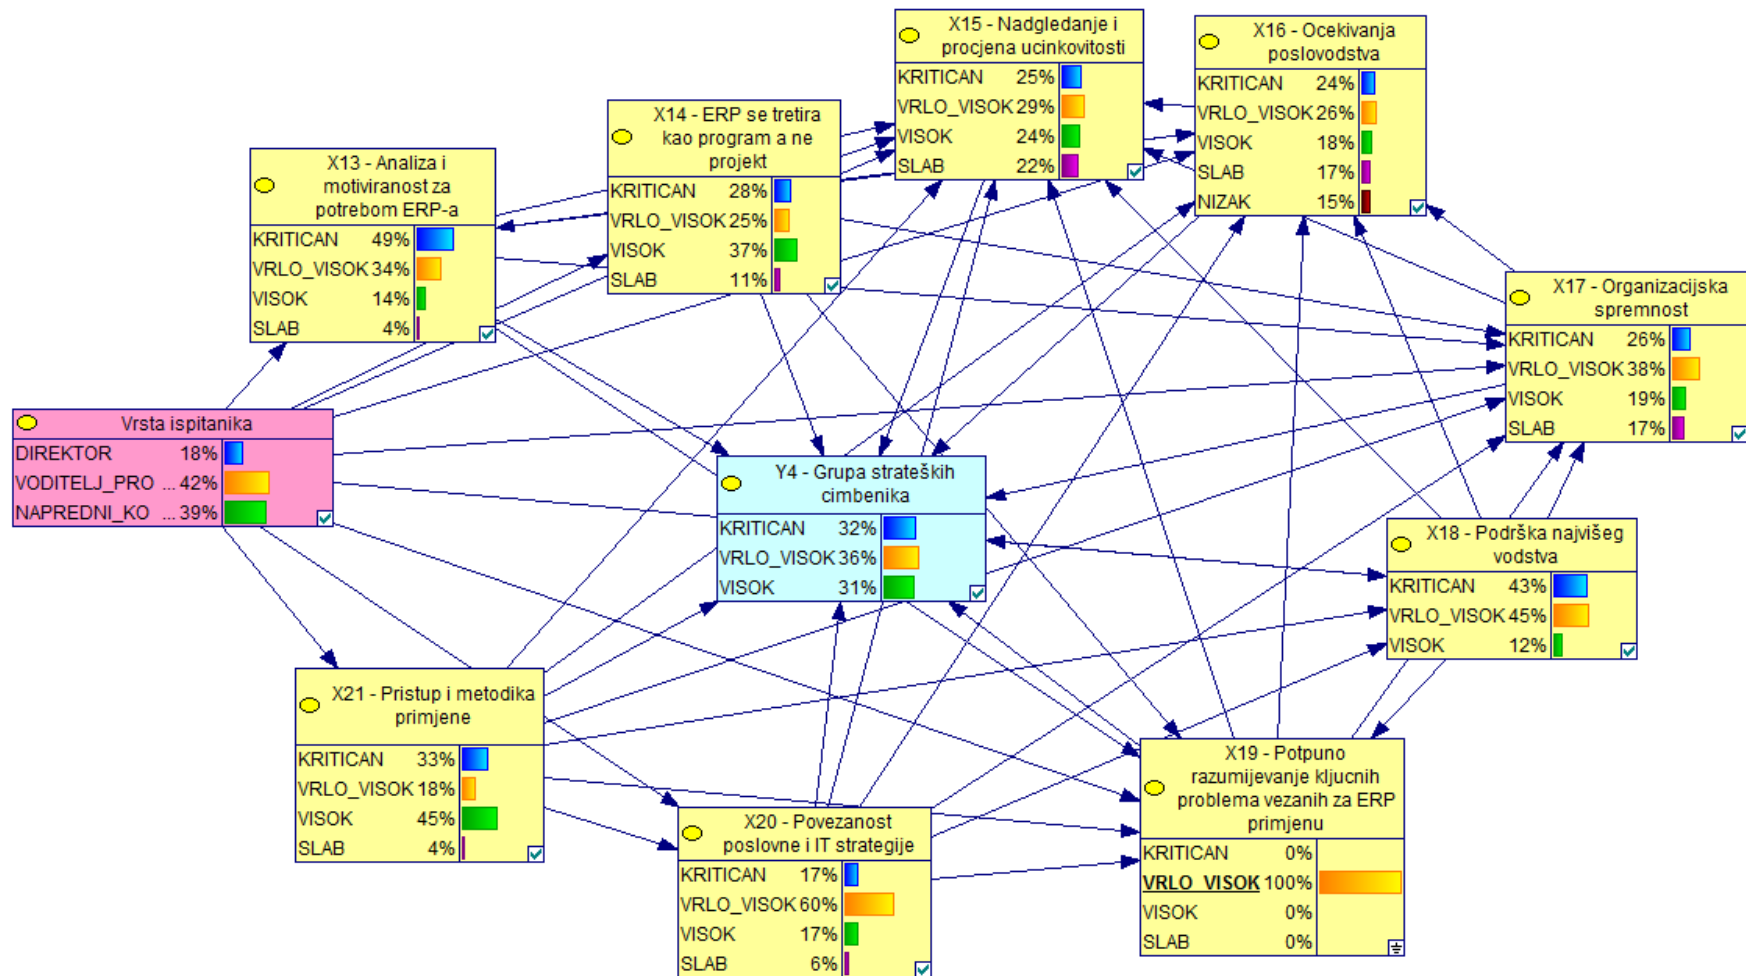 X15 - Nadgledanje i
procjena ucinkovitosti
KRITICAN 25%
VRLO_VISOK 29%
VISOK 24%
SLAB 22%
X16 - Ocekivanja
poslovodstva
KRITICAN 24%
VRLO_VISOK 26%
VISOK 18%
SLAB 17%
NIZAK 15%
X14 - ERP se tretira
kao program a ne
projekt
KRITICAN 28%
VRLO_VISOK 25%
VISOK 37%
SLAB 11%
X13 - Analiza i
motiviranost za
potrebom ERP-a
KRITICAN 49%
VRLO_VISOK 34%
VISOK 14%
SLAB 4%
X17 - Organizacijska
spremnost
KRITICAN 26%
VRLO_VISOK 38%
VISOK 19%
SLAB 17%
Vrsta ispitanika
DIREKTOR 18%
VODITELJ_PRO ... 42%
NAPREDNI_KO ... 39%
Y4 - Grupa strateških
cimbenika
KRITICAN 32%
VRLO_VISOK 36%
VISOK 31%
X18 - Podrška najvišeg
vodstva
KRITICAN 43%
VRLO_VISOK 45%
VISOK 12%
X21 - Pristup i metodika
primjene
KRITICAN 33%
VRLO_VISOK 18%
VISOK 45%
SLAB 4%
X20 - Povezanost
poslovne i IT strategije
KRITICAN 17%
VRLO_VISOK 60%
VISOK 17%
SLAB 6%
X19 - Potpuno
razumijevanje kljucnih
problema vezanih za ERP
primjenu
KRITICAN 0%
VRLO_VISOK 100%
VISOK 0%
SLAB 0%